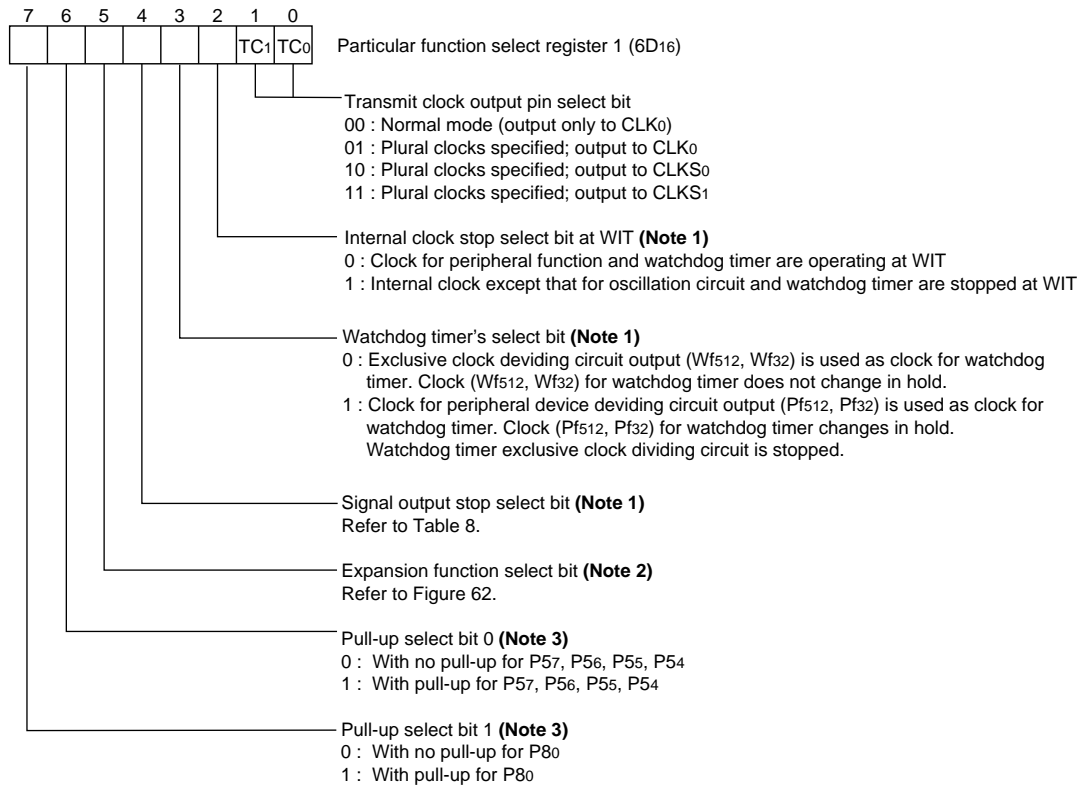 7 6 5 4 3 2 1 0
TC1 TC0 Particular function select register 1 (6D16)
Transmit clock output pin select bit
00 : Normal mode (output only to CLK0)
01 : Plural clocks specified; output to CLK0
10 : Plural clocks specified; output to CLKS0
11 : Plural clocks specified; output to CLKS1
Internal clock stop select bit at WIT (Note 1)
0 : Clock for peripheral function and watchdog timer are operating at WIT
1 : Internal clock except that for oscillation circuit and watchdog timer are stopped at WIT
Watchdog timer's select bit (Note 1)
0 : Exclusive clock deviding circuit output (Wf512, Wf32) is used as clock for watchdog
timer. Clock (Wf512, Wf32) for watchdog timer does not change in hold.
1 : Clock for peripheral device deviding circuit output (Pf512, Pf32) is used as clock for
watchdog timer. Clock (Pf512, Pf32) for watchdog timer changes in hold.
Watchdog timer exclusive clock dividing circuit is stopped.
Signal output stop select bit (Note 1)
Refer to Table 8.
Expansion function select bit (Note 2)
Refer to Figure 62.
Pull-up select bit 0 (Note 3)
0 : With no pull-up for P57, P56, P55, P54
1 : With pull-up for P57, P56, P55, P54
Pull-up select bit 1 (Note 3)
0 : With no pull-up for P80
1 : With pull-up for P80